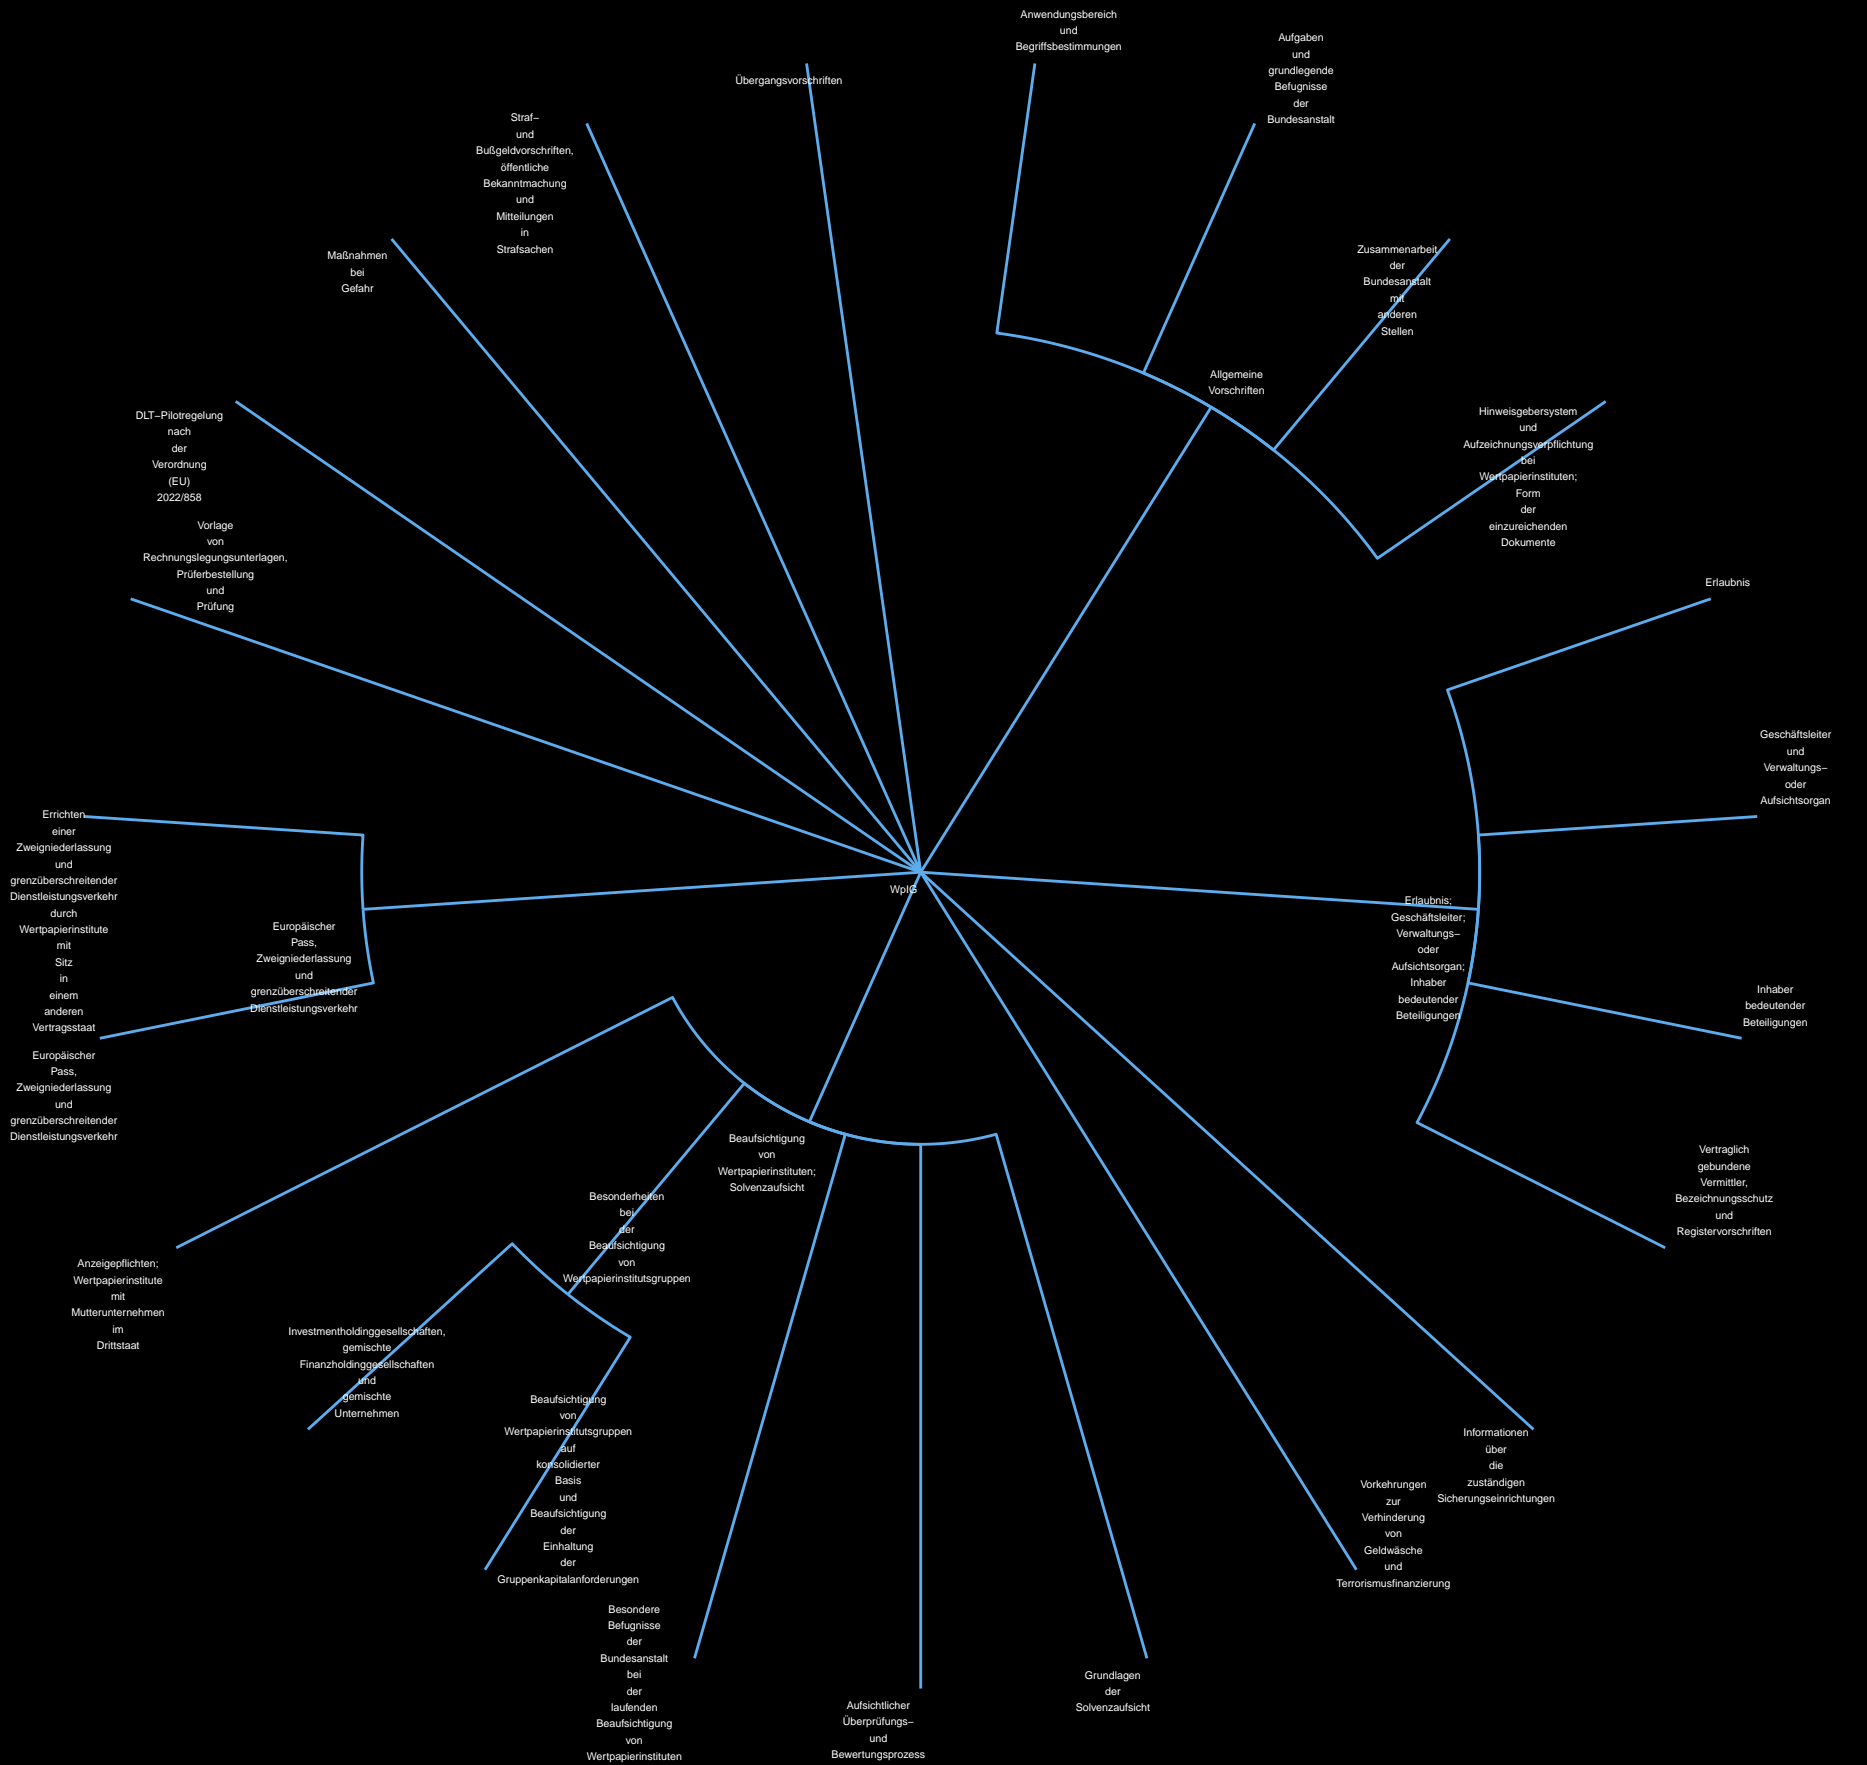 Anwendungsbereich
und
Begriffsbestimmungen
Aufgaben
und
grundlegende
Befugnisse
der
Bundesanstalt
Übergangsvorschriften
Straf–
und
Bußgeldvorschriften,
öffentliche
Bekanntmachung
und
Mitteilungen
in
Strafsachen
Maßnahmen
bei
Gefahr
Zusammenarbeit
der
Bundesanstalt
mit
anderen
Stellen
Allgemeine
Vorschriften
DLT–Pilotregelung
nach
der
Verordnung
(EU)
2022/858
Hinweisgebersystem
und
Aufzeichnungsverpflichtung
bei
Wertpapierinstituten;
Form
der
einzureichenden
Dokumente
Vorlage
von
Rechnungslegungsunterlagen,
Prüferbestellung
und
Prüfung
Erlaubnis
Geschäftsleiter
und
Verwaltungs–
oder
Aufsichtsorgan
Errichten
einer
Zweigniederlassung
und
grenzüberschreitender
Dienstleistungsverkehr
durch
Wertpapierinstitute
mit
Sitz
in
einem
anderen
Vertragsstaat
WpIG
Erlaubnis;
Geschäftsleiter;
Verwaltungs–
oder
Aufsichtsorgan;
Inhaber
bedeutender
Beteiligungen
Europäischer
Pass,
Zweigniederlassung
und
grenzüberschreitender
Dienstleistungsverkehr
Inhaber
bedeutender
Beteiligungen
Europäischer
Pass,
Zweigniederlassung
und
grenzüberschreitender
Dienstleistungsverkehr
Beaufsichtigung
von
Wertpapierinstituten;
Solvenzaufsicht
Vertraglich
gebundene
Vermittler,
Bezeichnungsschutz
und
Registervorschriften
Besonderheiten
bei
der
Beaufsichtigung
von
Wertpapierinstitutsgruppen
Anzeigepflichten;
Wertpapierinstitute
mit
Mutterunternehmen
im
Drittstaat
Investmentholdinggesellschaften,
gemischte
Finanzholdinggesellschaften
und
gemischte
Unternehmen
Beaufsichtigung
von
Wertpapierinstitutsgruppen
auf
konsolidierter
Basis
und
Beaufsichtigung
der
Einhaltung
der
Gruppenkapitalanforderungen
Informationen
über
die
zuständigen
Sicherungseinrichtungen
Vorkehrungen
zur
Verhinderung
von
Geldwäsche
und
Terrorismusfinanzierung
Besondere
Befugnisse
der
Bundesanstalt
bei
der
laufenden
Beaufsichtigung
von
Wertpapierinstituten
Grundlagen
der
Solvenzaufsicht
Aufsichtlicher
Überprüfungs–
und
Bewertungsprozess